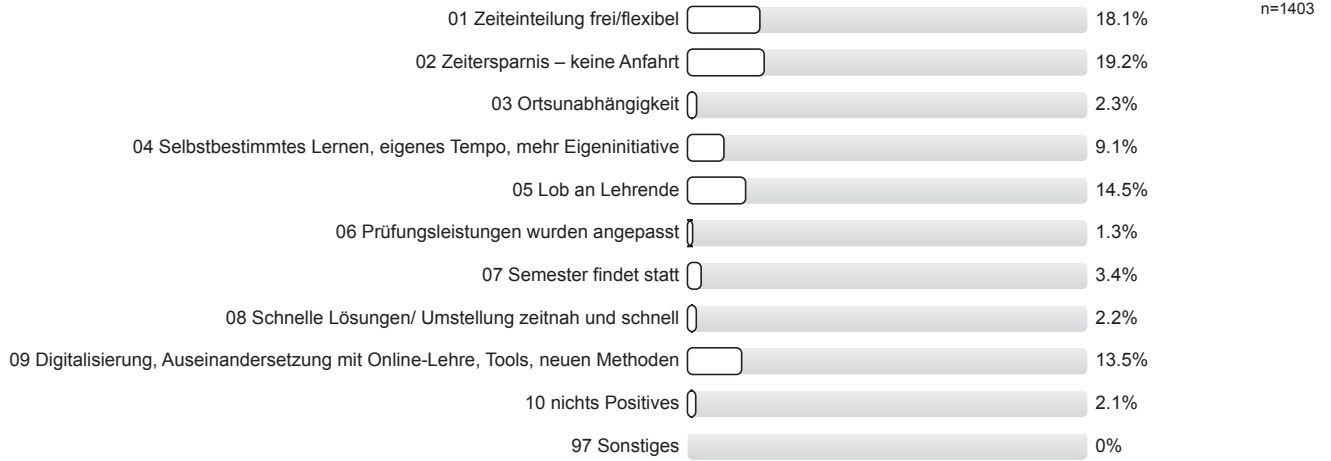 01 Zeiteinteilung frei/flexibel 18.1% n=1403
02 Zeitersparnis – keine Anfahrt 19.2%
03 Ortsunabhängigkeit 2.3%
04 Selbstbestimmtes Lernen, eigenes Tempo, mehr Eigeninitiative 9.1%
05 Lob an Lehrende 14.5%
06 Prüfungsleistungen wurden angepasst 1.3%
07 Semester findet statt 3.4%
08 Schnelle Lösungen/ Umstellung zeitnah und schnell 2.2%
09 Digitalisierung, Auseinandersetzung mit Online-Lehre, Tools, neuen Methoden 13.5%
10 nichts Positives 2.1%
97 Sonstiges 0%